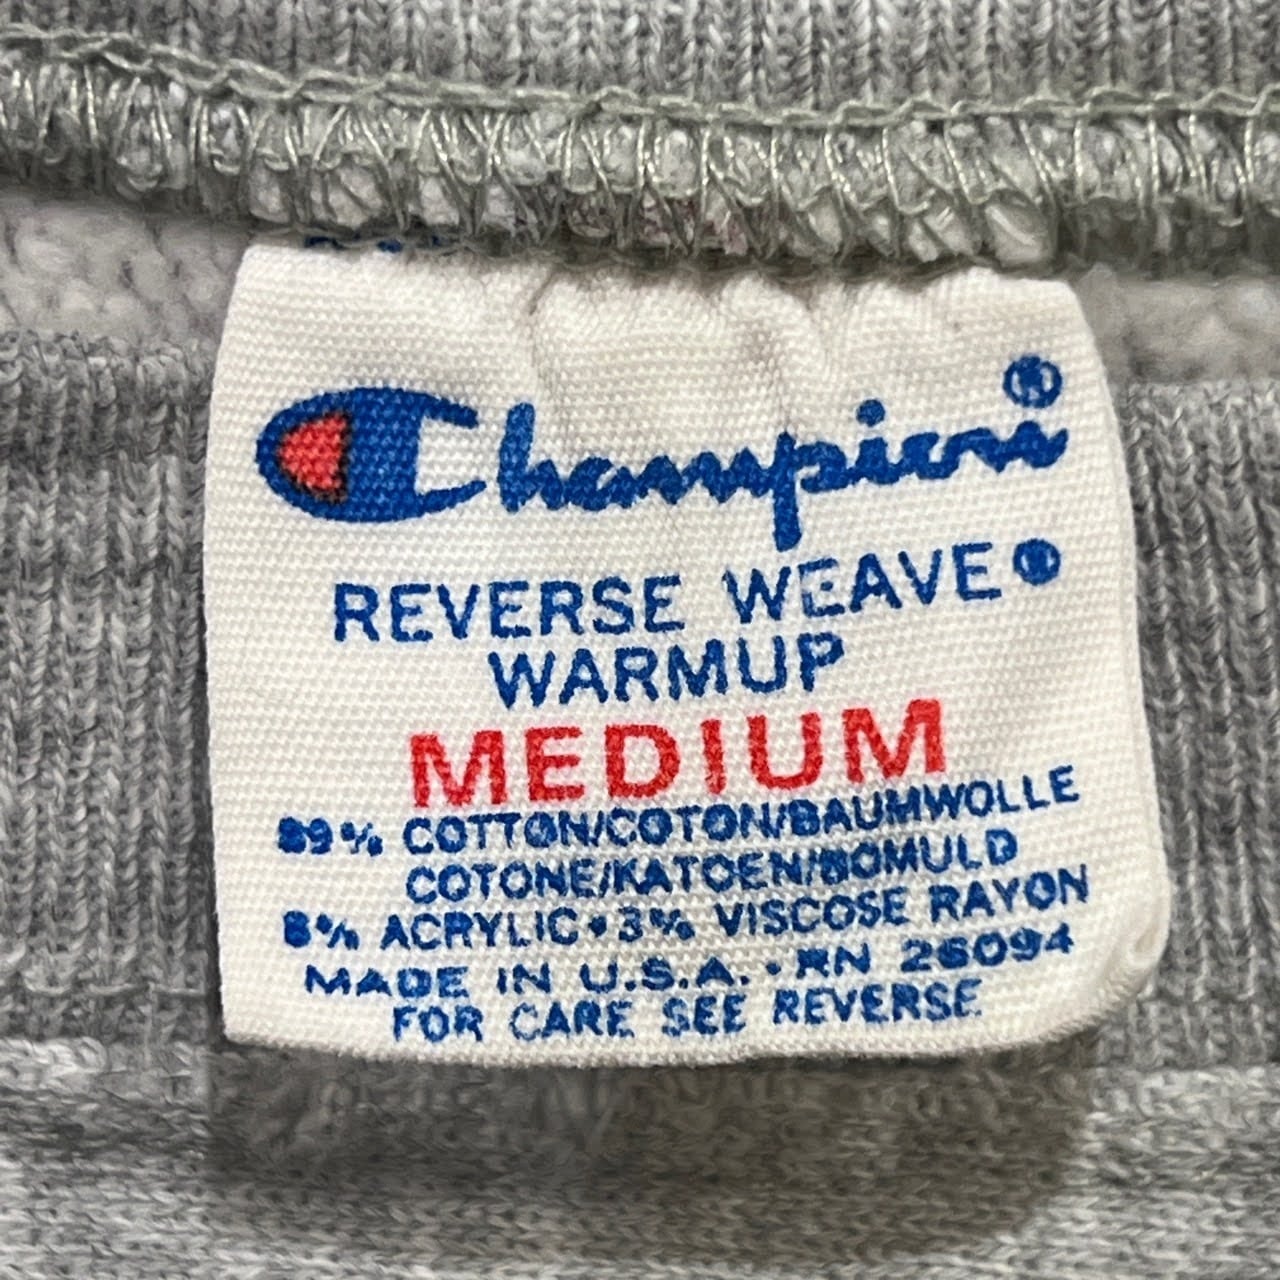 Champion®
REVERSE WEAVE®
WARMUP
MEDIUM
89% COTTON/COTON/BAUMWOLLE
COTONE/KATOEN/BOMULD
8% ACRYLIC • 3% VISCOSE RAYON
MADE IN U.S.A. • RN 26094
FOR CARE SEE REVERSE